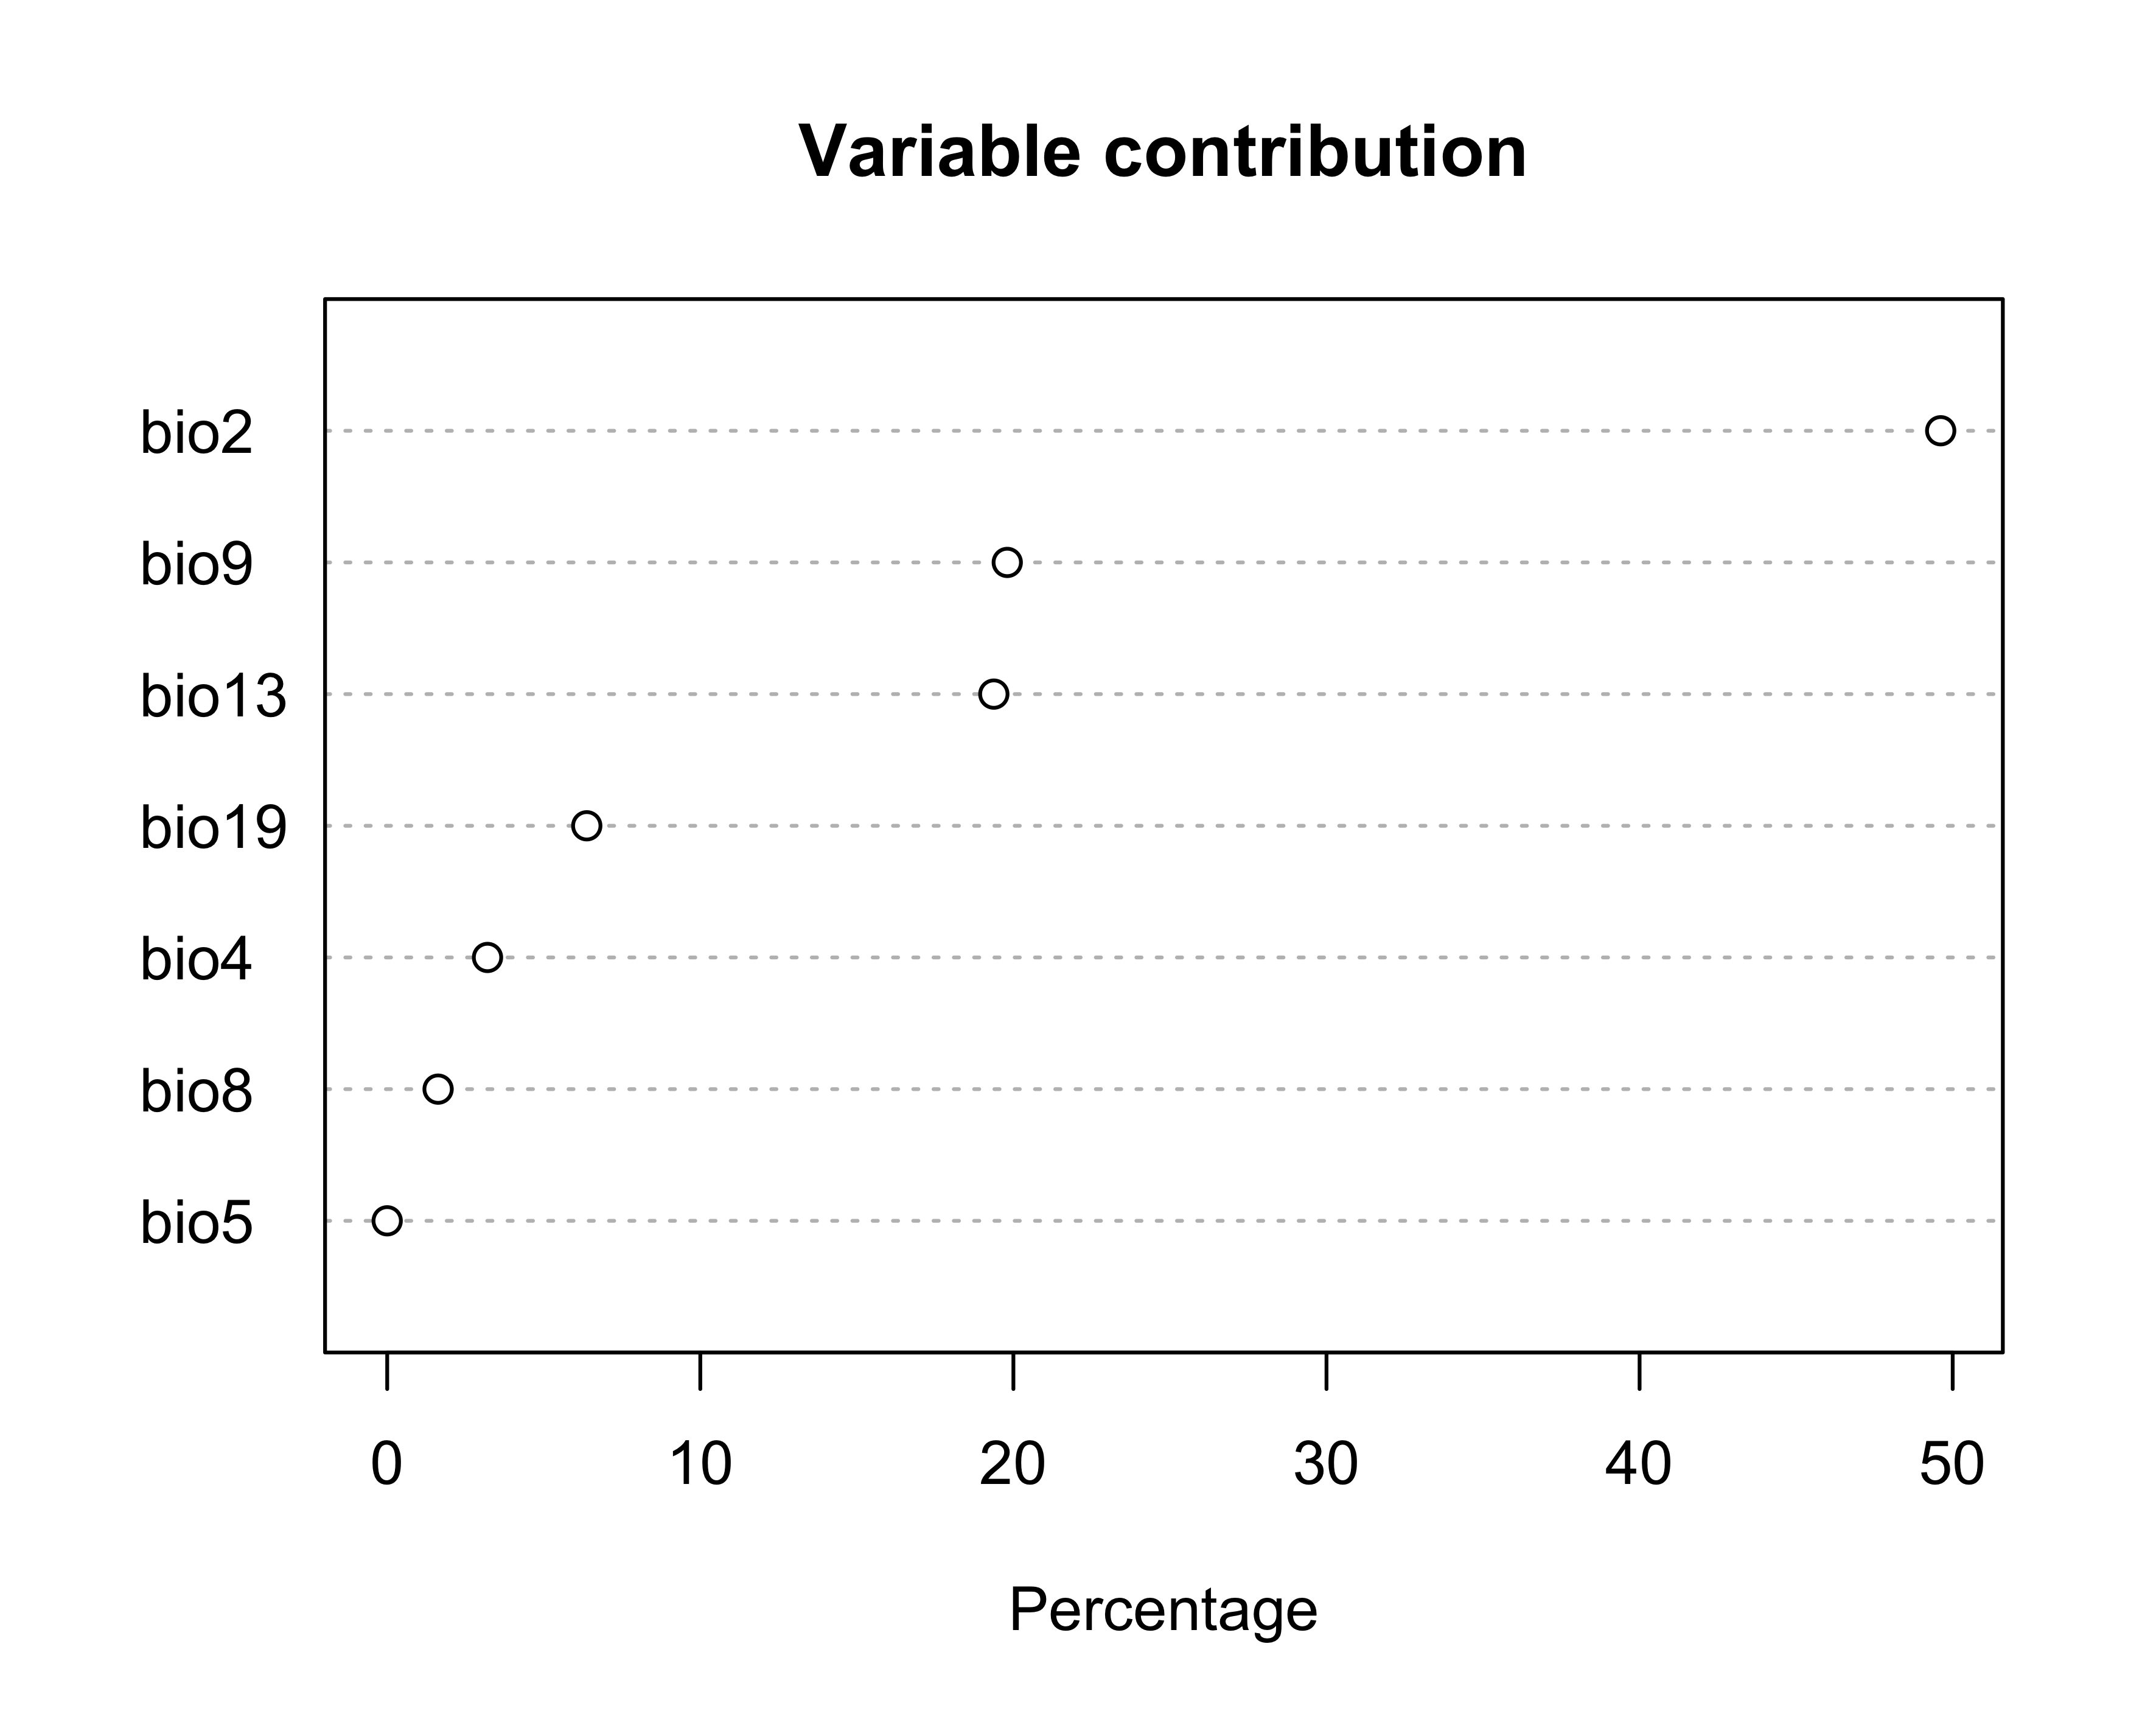 Variable contribution
bio2
bio9
bio13
bio19
bio4
bio8
bio5
0 10 20 30 40 50
Percentage